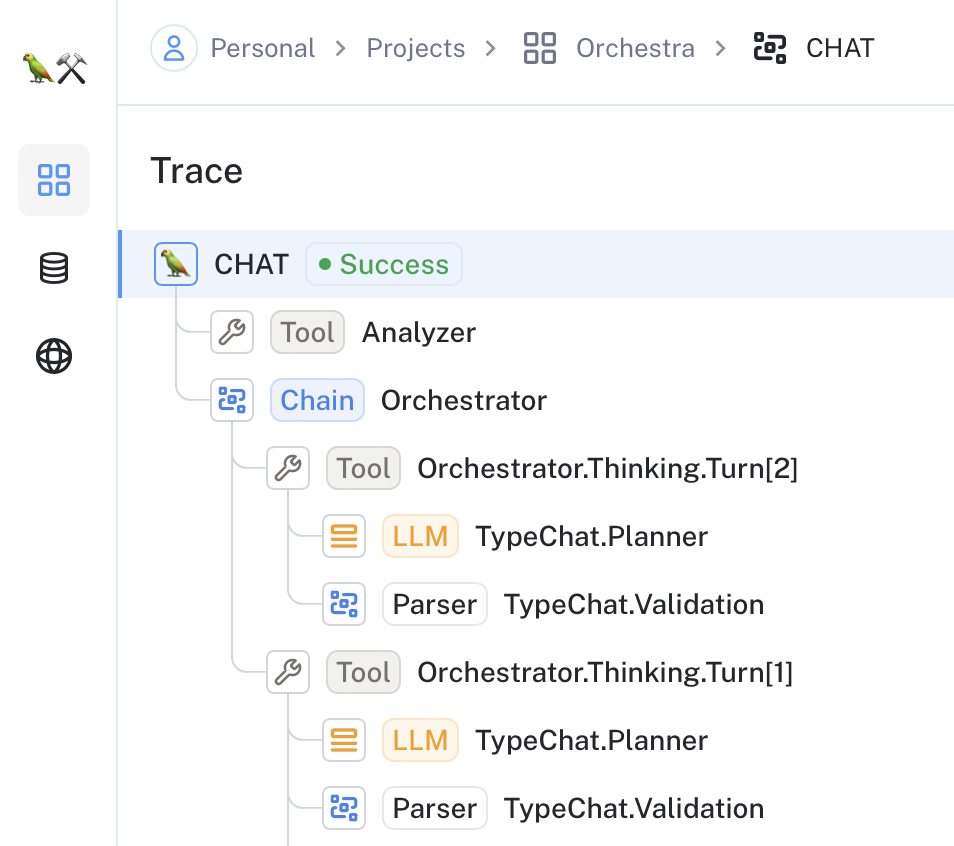 Personal > Projects > Orchestra > CHAT
Trace
CHAT Success
Tool Analyzer
Chain Orchestrator
Tool Orchestrator.Thinking.Turn[2]
LLM TypeChat.Planner
Parser TypeChat.Validation
Tool Orchestrator.Thinking.Turn[1]
LLM TypeChat.Planner
Parser TypeChat.Validation